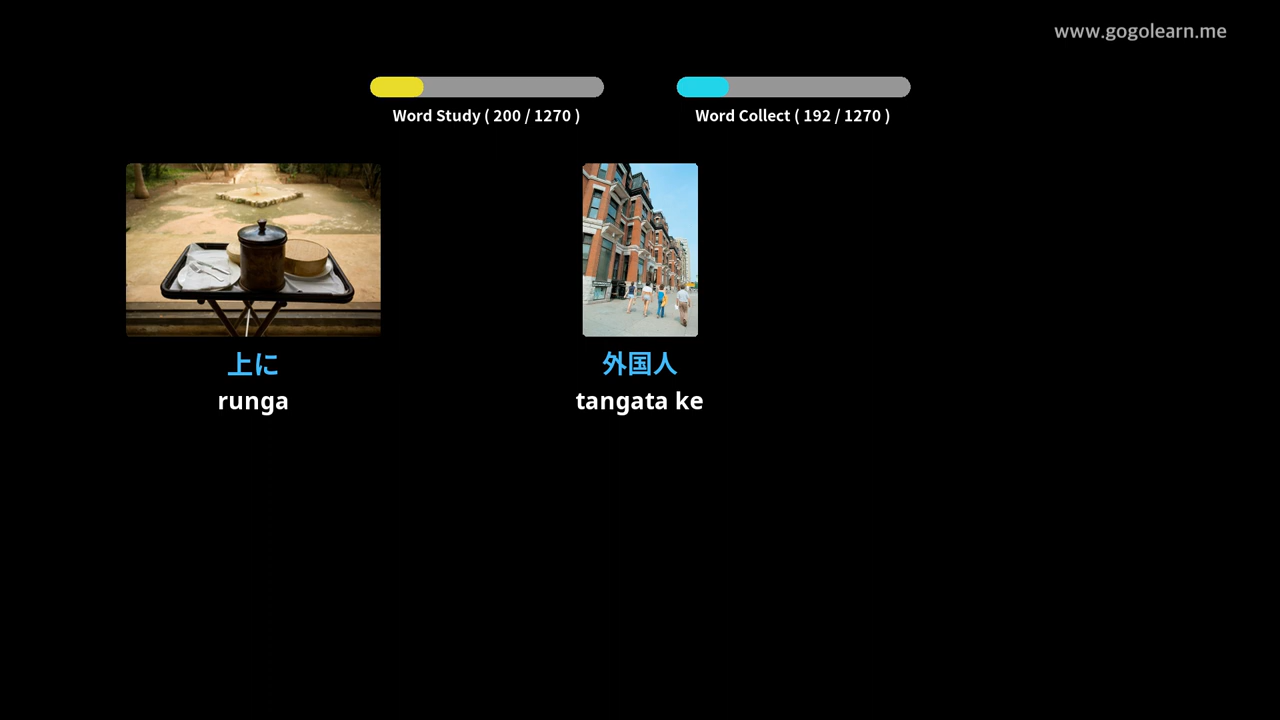 www.gogolearn.me
Word Study ( 200 / 1270 )
Word Collect ( 192 / 1270 )
上に
runga
外国人
tangata ke